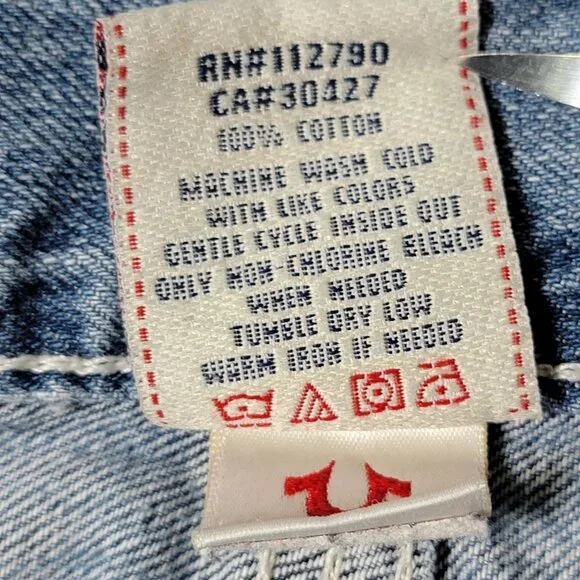 RN#112790
CA#30427
100% COTTON
MACHINE WASH COLD
WITH LIKE COLORS
GENTLE CYCLE INSIDE OUT
ONLY NON-CHLORINE BLEACH
WHEN NEEDED
TUMBLE DRY LOW
WARM IRON IF NEEDED